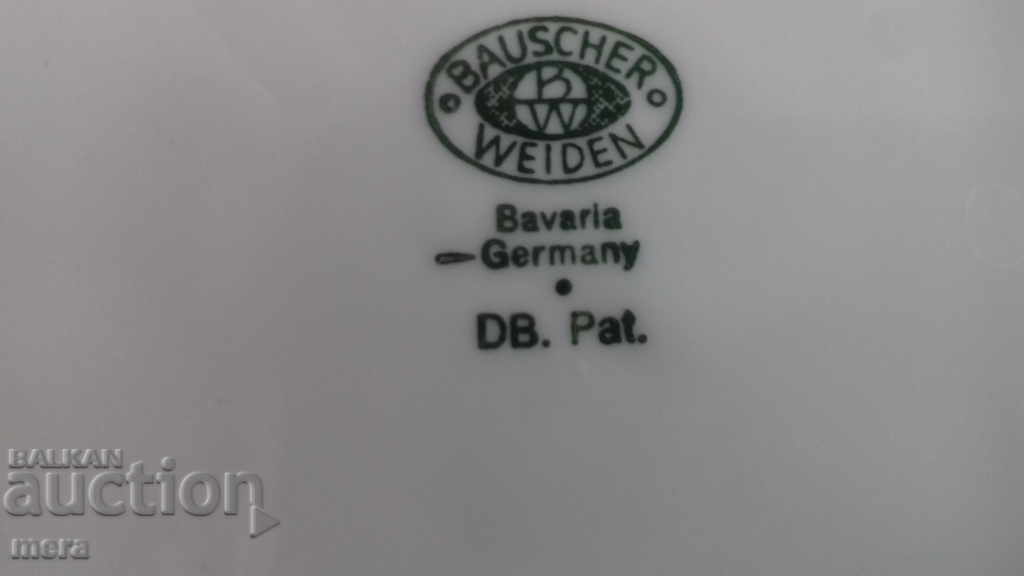 BAUSCHER
BW
WEIDEN
Bavaria
Germany
DB. Pat.
BALKAN
auction
mera